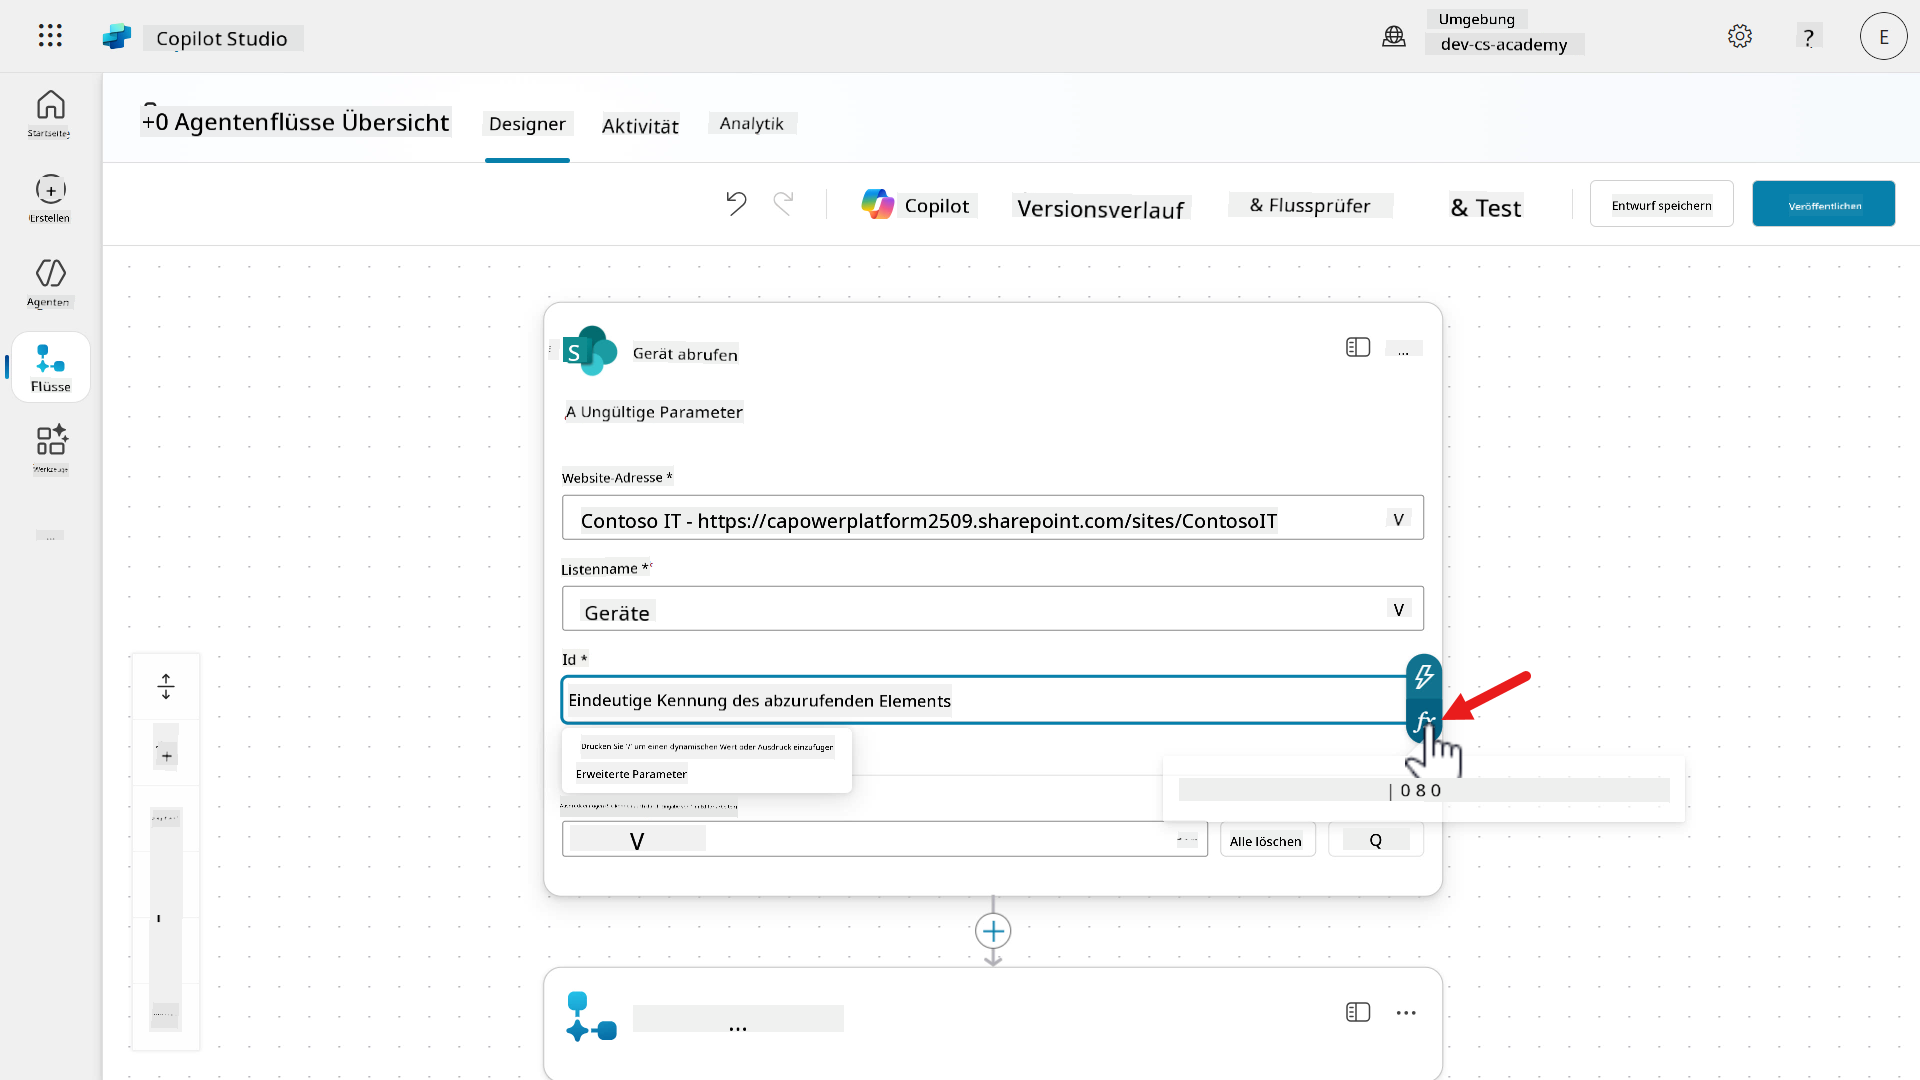 Copilot Studio
Umgebung
dev-cs-academy
?
E
Startseite
Erstellen
Agenten
Flüsse
Werkzeuge
...
+0 Agentenflüsse Übersicht
Designer
Aktivität
Analytik
Copilot
Versionsverlauf
& Flussprüfer
& Test
Entwurf speichern
Veröffentlichen
S
Gerät abrufen
...
A Ungültige Parameter
Website-Adresse *
Contoso IT - https://capowerplatform2509.sharepoint.com/sites/ContosoIT
V
Listenname *
Geräte
V
Id *
Eindeutige Kennung des abzurufenden Elements
fx
Drucken Sie '/' um einen dynamischen Wert oder Ausdruck einzufügen
Erweiterte Parameter
| 0 8 0
V
Alle löschen
Q
...
+